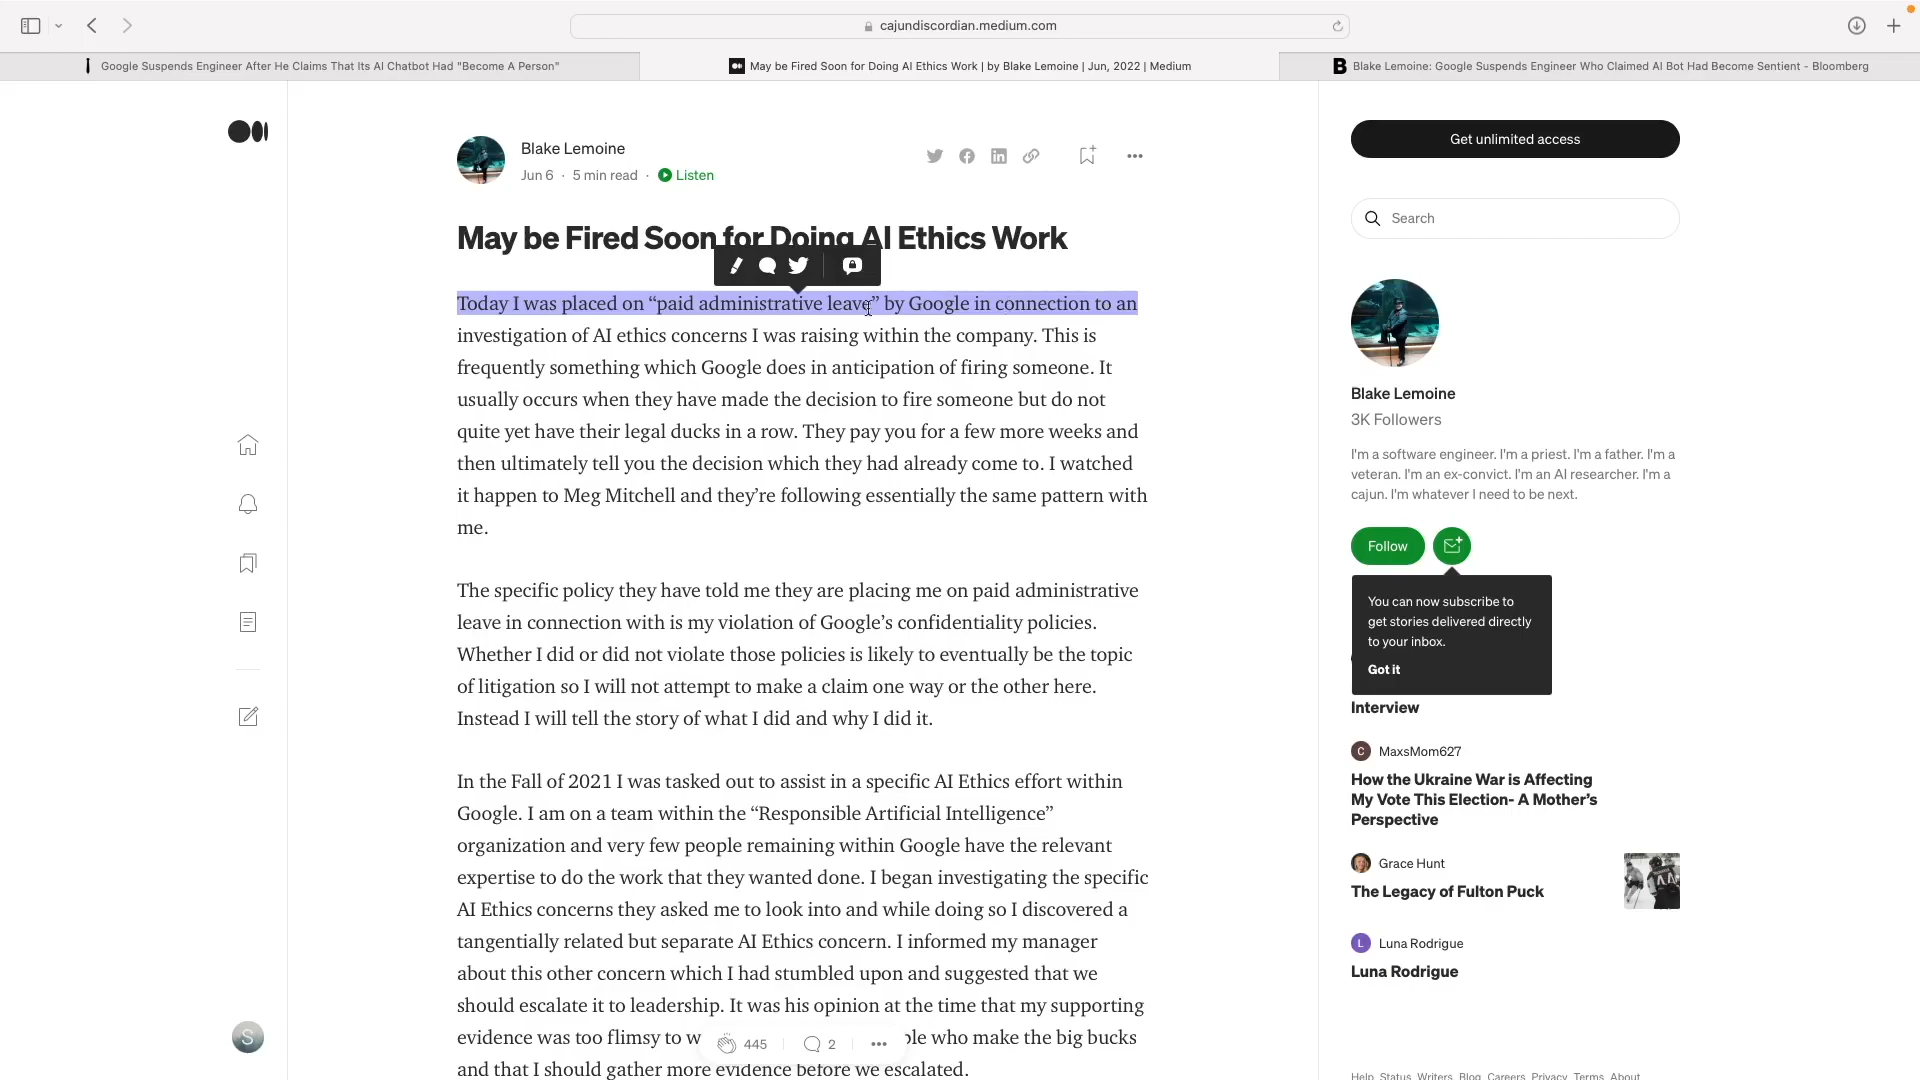 cajundiscordian.medium.com
Google Suspends Engineer After He Claims That Its AI Chatbot Had "Become A Person"
May be Fired Soon for Doing AI Ethics Work | by Blake Lemoine | Jun, 2022 | Medium
B Blake Lemoine: Google Suspends Engineer Who Claimed AI Bot Had Become Sentient - Bloomberg
Blake Lemoine
Jun 6 · 5 min read · Listen
May be Fired Soon for Doing AI Ethics Work
Today I was placed on “paid administrative leave” by Google in connection to an
investigation of AI ethics concerns I was raising within the company. This is
frequently something which Google does in anticipation of firing someone. It
usually occurs when they have made the decision to fire someone but do not
quite yet have their legal ducks in a row. They pay you for a few more weeks and
then ultimately tell you the decision which they had already come to. I watched
it happen to Meg Mitchell and they’re following essentially the same pattern with
me.
The specific policy they have told me they are placing me on paid administrative
leave in connection with is my violation of Google’s confidentiality policies.
Whether I did or did not violate those policies is likely to eventually be the topic
of litigation so I will not attempt to make a claim one way or the other here.
Instead I will tell the story of what I did and why I did it.
In the Fall of 2021 I was tasked out to assist in a specific AI Ethics effort within
Google. I am on a team within the “Responsible Artificial Intelligence”
organization and very few people remaining within Google have the relevant
expertise to do the work that they wanted done. I began investigating the specific
AI Ethics concerns they asked me to look into and while doing so I discovered a
tangentially related but separate AI Ethics concern. I informed my manager
about this other concern which I had stumbled upon and suggested that we
should escalate it to leadership. It was his opinion at the time that my supporting
evidence was too flimsy to w ple who make the big bucks
and that I should gather more evidence before we escalated.
445 2
S
Get unlimited access
Search
Blake Lemoine
3K Followers
I'm a software engineer. I'm a priest. I'm a father. I'm a
veteran. I'm an ex-convict. I'm an AI researcher. I'm a
cajun. I'm whatever I need to be next.
Follow
You can now subscribe to
get stories delivered directly
to your inbox.
Got it
Interview
C MaxsMom627
How the Ukraine War is Affecting
My Vote This Election- A Mother’s
Perspective
Grace Hunt
The Legacy of Fulton Puck
L Luna Rodrigue
Luna Rodrigue
Help Status Writers Blog Careers Privacy Terms About